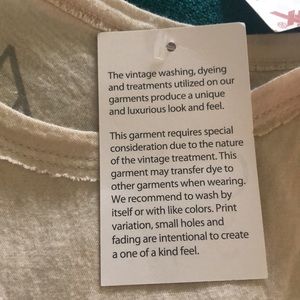 The vintage washing, dyeing
and treatments utilized on our
garments produce a unique
and luxurious look and feel.
This garment requires special
consideration due to the nature
of the vintage treatment. This
garment may transfer dye to
other garments when wearing.
We recommend to wash by
itself or with like colors. Print
variation, small holes and
fading are intentional to create
a one of a kind feel.